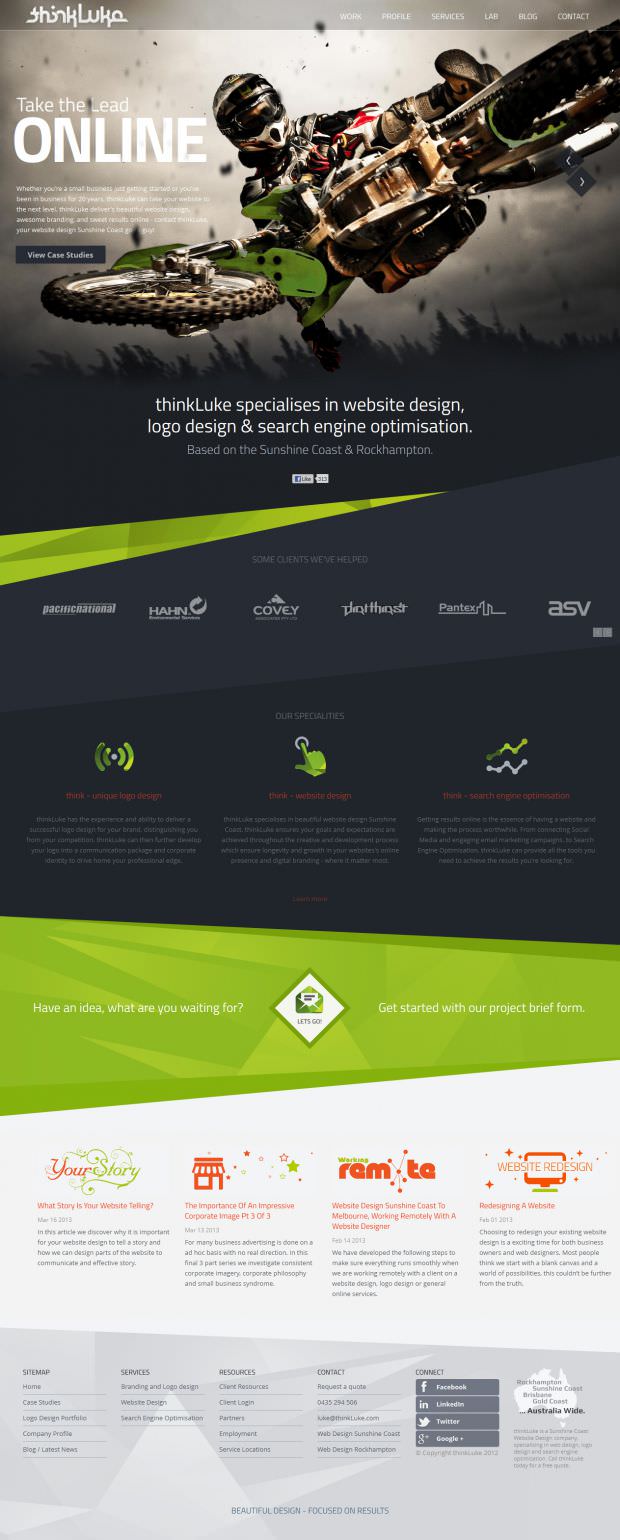 thinkLuke
WORK PROFILE SERVICES LAB BLOG CONTACT
Take the Lead
ONLINE
Whether you're a small business just getting started or you've
been in business for 20 years, thinkLuke can take your website to
the next level. thinkLuke deliver's beautiful website design,
awesome branding, and sweet results online - contact thinkLuke,
your website design Sunshine Coast go guy!
View Case Studies
thinkLuke specialises in website design,
logo design & search engine optimisation.
Based on the Sunshine Coast & Rockhampton.
Like 313
SOME CLIENTS WE'VE HELPED
pacificnational
HAHN
Environmental Services
COVEY
ASSOCIATES PTY LTD
Pantex
asv
OUR SPECIALITIES
think - unique logo design
thinkLuke has the experience and ability to deliver a
successful logo design for your brand, distinguishing you
from your competition. thinkLuke can then further develop
your logo into a communication package and corporate
identity to drive home your professional edge.
think - website design
thinkLuke specialises in beautiful website design Sunshine
Coast. thinkLuke ensures your goals and expectations are
achieved throughout the creative and development process
which ensure longevity and growth in your websites's online
presence and digital branding - where it matter most.
think - search engine optimisation
Getting results online is the essence of having a website and
making the process worthwhile. From connecting Social
Media and engaging email marketing campaigns, to Search
Engine Optimisation, thinkLuke can provide all the tools you
need to achieve the results you're looking for.
Learn more
Have an idea, what are you waiting for?
LETS GO!
Get started with our project brief form.
Your Story
What Story Is Your Website Telling?
Mar 16 2013
In this article we discover why it is important
for your website design to tell a story and
how we can design parts of the website to
communicate and effective story.
The Importance Of An Impressive
Corporate Image Pt 3 Of 3
Mar 13 2013
For many business advertising is done on a
ad hoc basis with no real direction. In this
final 3 part series we investigate consistent
corporate imagery, corporate philosophy
and small business syndrome.
Working
remote
Website Design Sunshine Coast To
Melbourne, Working Remotely With A
Website Designer
Feb 14 2013
We have developed the following steps to
make sure everything runs smoothly when
we are working remotely with a client on a
website design, logo design or general
online services.
WEBSITE REDESIGN
Redesigning A Website
Feb 01 2013
Choosing to redesign your existing website
design is a exciting time for both business
owners and web designers. Most people
think we start with a blank canvas and a
world of possibilities, this couldn't be further
from the truth.
SITEMAP
Home
Case Studies
Logo Design Portfolio
Company Profile
Blog / Latest News
SERVICES
Branding and Logo design
Website Design
Search Engine Optimisation
RESOURCES
Client Resources
Client Login
Partners
Employment
Service Locations
CONTACT
Request a quote
0435 294 506
luke@thinkLuke.com
Web Design Sunshine Coast
Web Design Rockhampton
CONNECT
Facebook
LinkedIn
Twitter
Google +
© Copyright thinkLuke 2012
Rockhampton
Sunshine Coast
Brisbane
Gold Coast
... Australia Wide.
thinkLuke is a Sunshine Coast
Website Design company,
specialising in web design, logo
design and search engine
optimisation. Call thinkLuke
today for a free quote.
BEAUTIFUL DESIGN - FOCUSED ON RESULTS